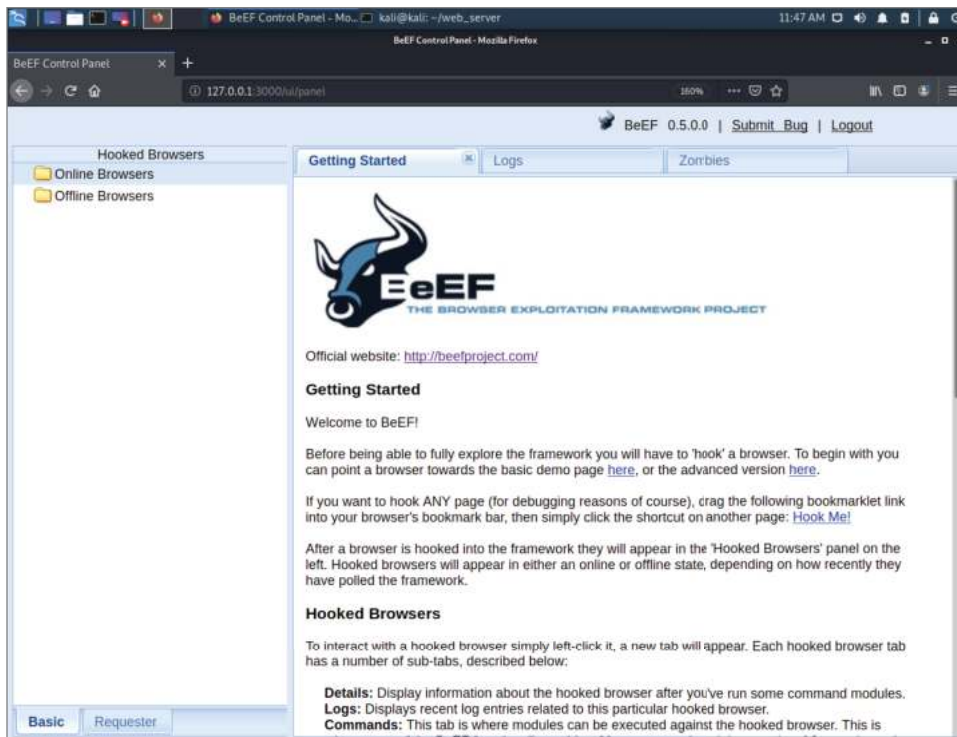 BeEF Control Panel - Mo... kali@kali: ~/web_server 11:47 AM
BeEF Control Panel - Mozilla Firefox
BeEF Control Panel
127.0.0.1:3000/ui/panel 160%
BeEF 0.5.0.0 | Submit Bug | Logout
Hooked Browsers
Online Browsers
Offline Browsers
Basic Requester
Getting Started Logs Zombies
BeEF
THE BROWSER EXPLOITATION FRAMEWORK PROJECT
Official website: http://beefproject.com/
Getting Started
Welcome to BeEF!
Before being able to fully explore the framework you will have to 'hook' a browser. To begin with you
can point a browser towards the basic demo page here, or the advanced version here.
If you want to hook ANY page (for debugging reasons of course), drag the following bookmarklet link
into your browser's bookmark bar, then simply click the shortcut on another page: Hook Me!
After a browser is hooked into the framework they will appear in the 'Hooked Browsers' panel on the
left. Hooked browsers will appear in either an online or offline state, depending on how recently they
have polled the framework.
Hooked Browsers
To interact with a hooked browser simply left-click it, a new tab will appear. Each hooked browser tab
has a number of sub-tabs, described below:
Details: Display information about the hooked browser after you've run some command modules.
Logs: Displays recent log entries related to this particular hooked browser.
Commands: This tab is where modules can be executed against the hooked browser. This is